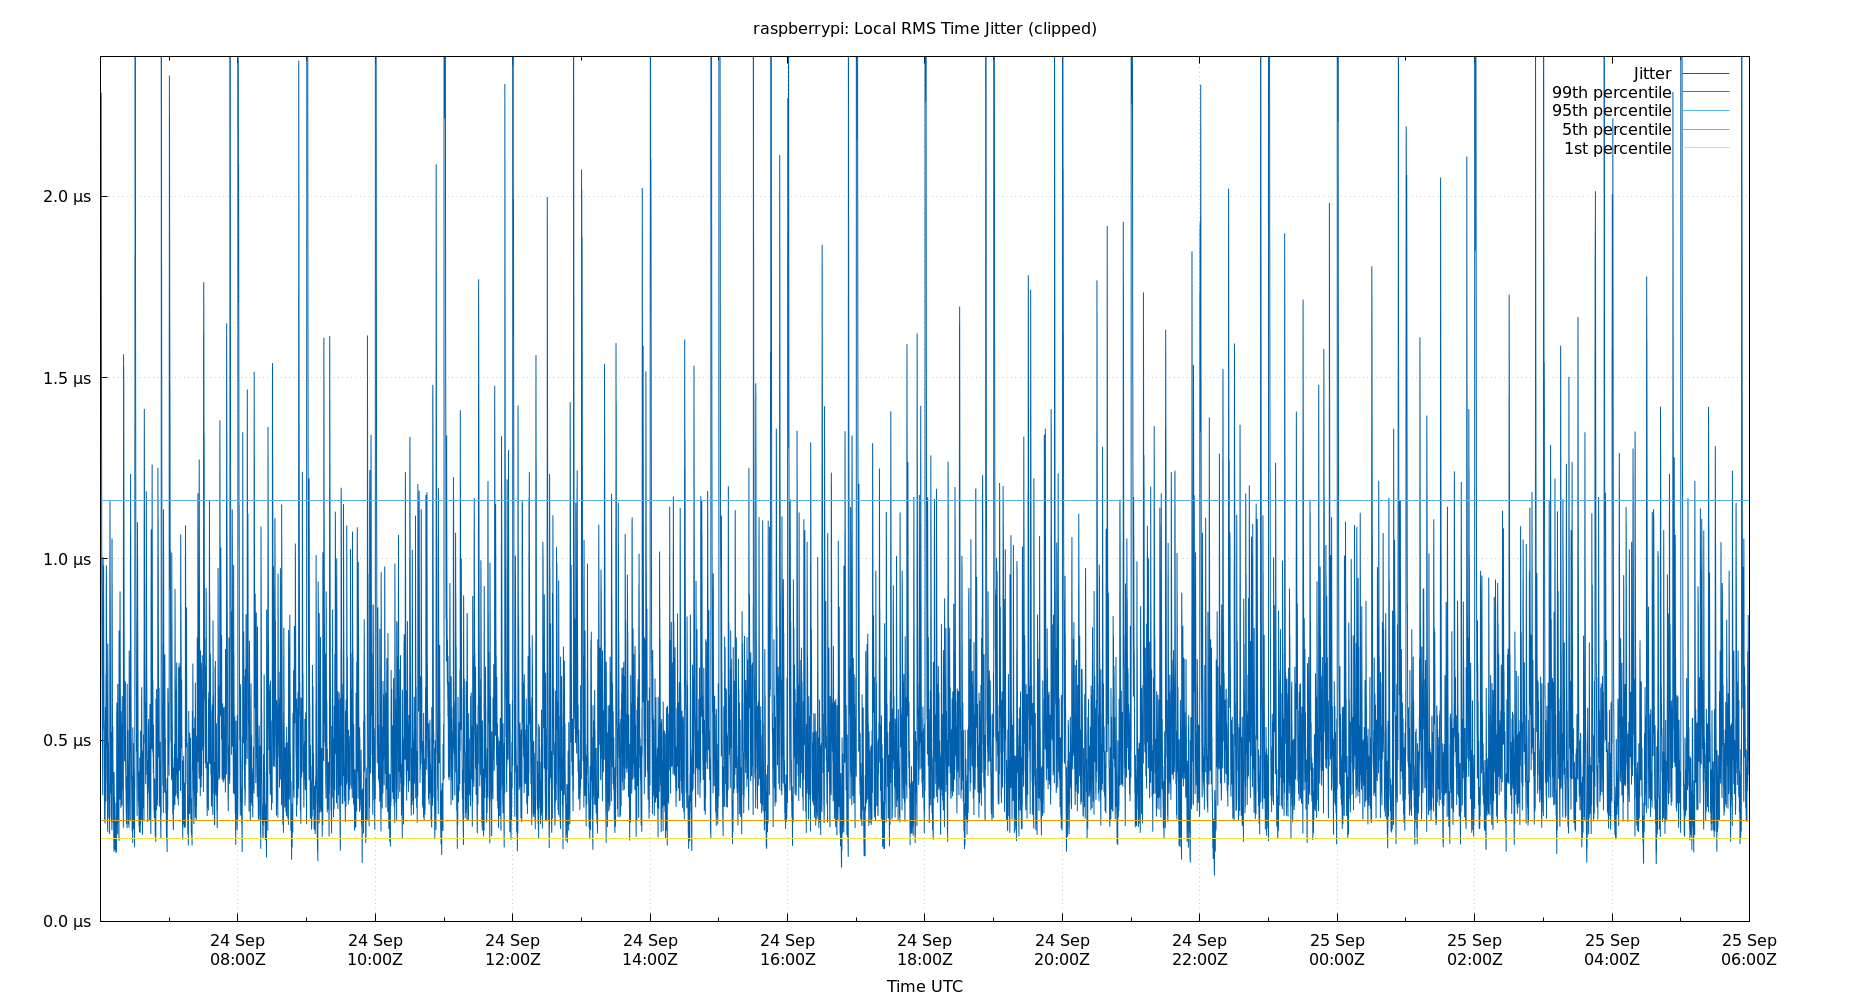 raspberrypi: Local RMS Time Jitter (clipped)
Jitter
99th percentile
95th percentile
5th percentile
1st percentile
2.0 µs
1.5 µs
1.0 µs
0.5 µs
0.0 µs
24 Sep 24 Sep 24 Sep 24 Sep 24 Sep 24 Sep 24 Sep 24 Sep 25 Sep 25 Sep 25 Sep 25 Sep
08:00Z 10:00Z 12:00Z 14:00Z 16:00Z 18:00Z 20:00Z 22:00Z 00:00Z 02:00Z 04:00Z 06:00Z
Time UTC